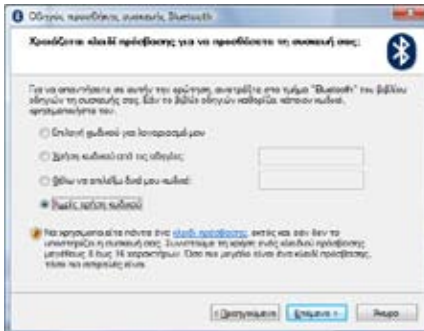 Οδηγός προσθήκης συσκευής Bluetooth
Χρειάζεται κλειδί πρόσβασης για να προσθέσετε τη συσκευή σας;
Για να απαντήσετε σε αυτήν την ερώτηση, ανατρέξτε στο τμήμα "Bluetooth" του βιβλίου
οδηγιών της συσκευής σας. Εάν το βιβλίο οδηγιών καθορίζει κάποιον κωδικό,
χρησιμοποιήστε τον.
Επιλογή κωδικού για λογαριασμό μου
Χρήση κωδικού από τις οδηγίες:
Θέλω να επιλέξω δικό μου κωδικό:
Χωρίς χρήση κωδικού
Να χρησιμοποιείτε πάντα ένα κλειδί πρόσβασης, εκτός και εάν δεν το
υποστηρίζει η συσκευή σας. Συνιστούμε τη χρήση ενός κλειδιού πρόσβασης
μεγέθους 8 έως 16 χαρακτήρων. Όσο πιο μεγάλο είναι ένα κλειδί πρόσβασης,
τόσο πιο ασφαλές είναι.
< Προηγούμενο
Επόμενο >
Άκυρο